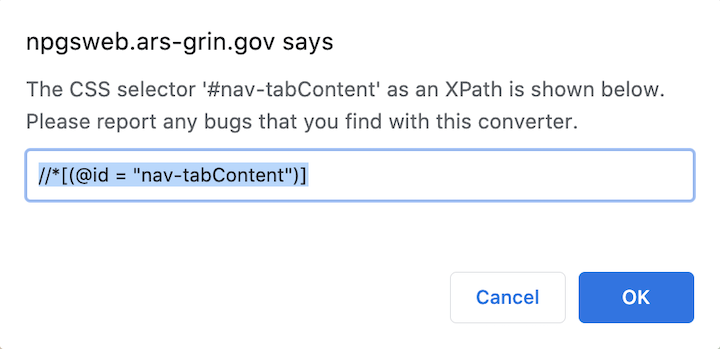 npgsweb.ars-grin.gov says
The CSS selector '#nav-tabContent' as an XPath is shown below.
Please report any bugs that you find with this converter.
//*[(@id = "nav-tabContent")]
Cancel
OK